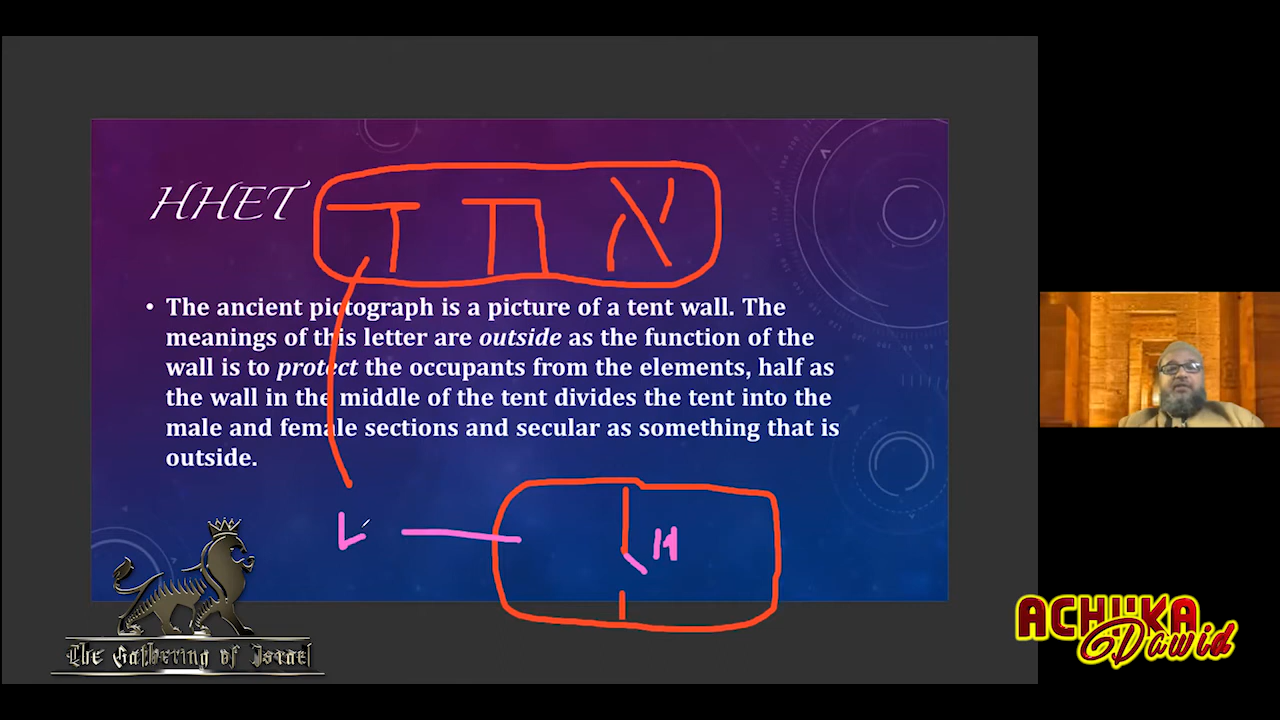 HHET
אחד
• The ancient pictograph is a picture of a tent wall. The
meanings of this letter are outside as the function of the
wall is to protect the occupants from the elements, half as
the wall in the middle of the tent divides the tent into the
male and female sections and secular as something that is
outside.
The Gathering of Israel
ACHIKA
Dawid